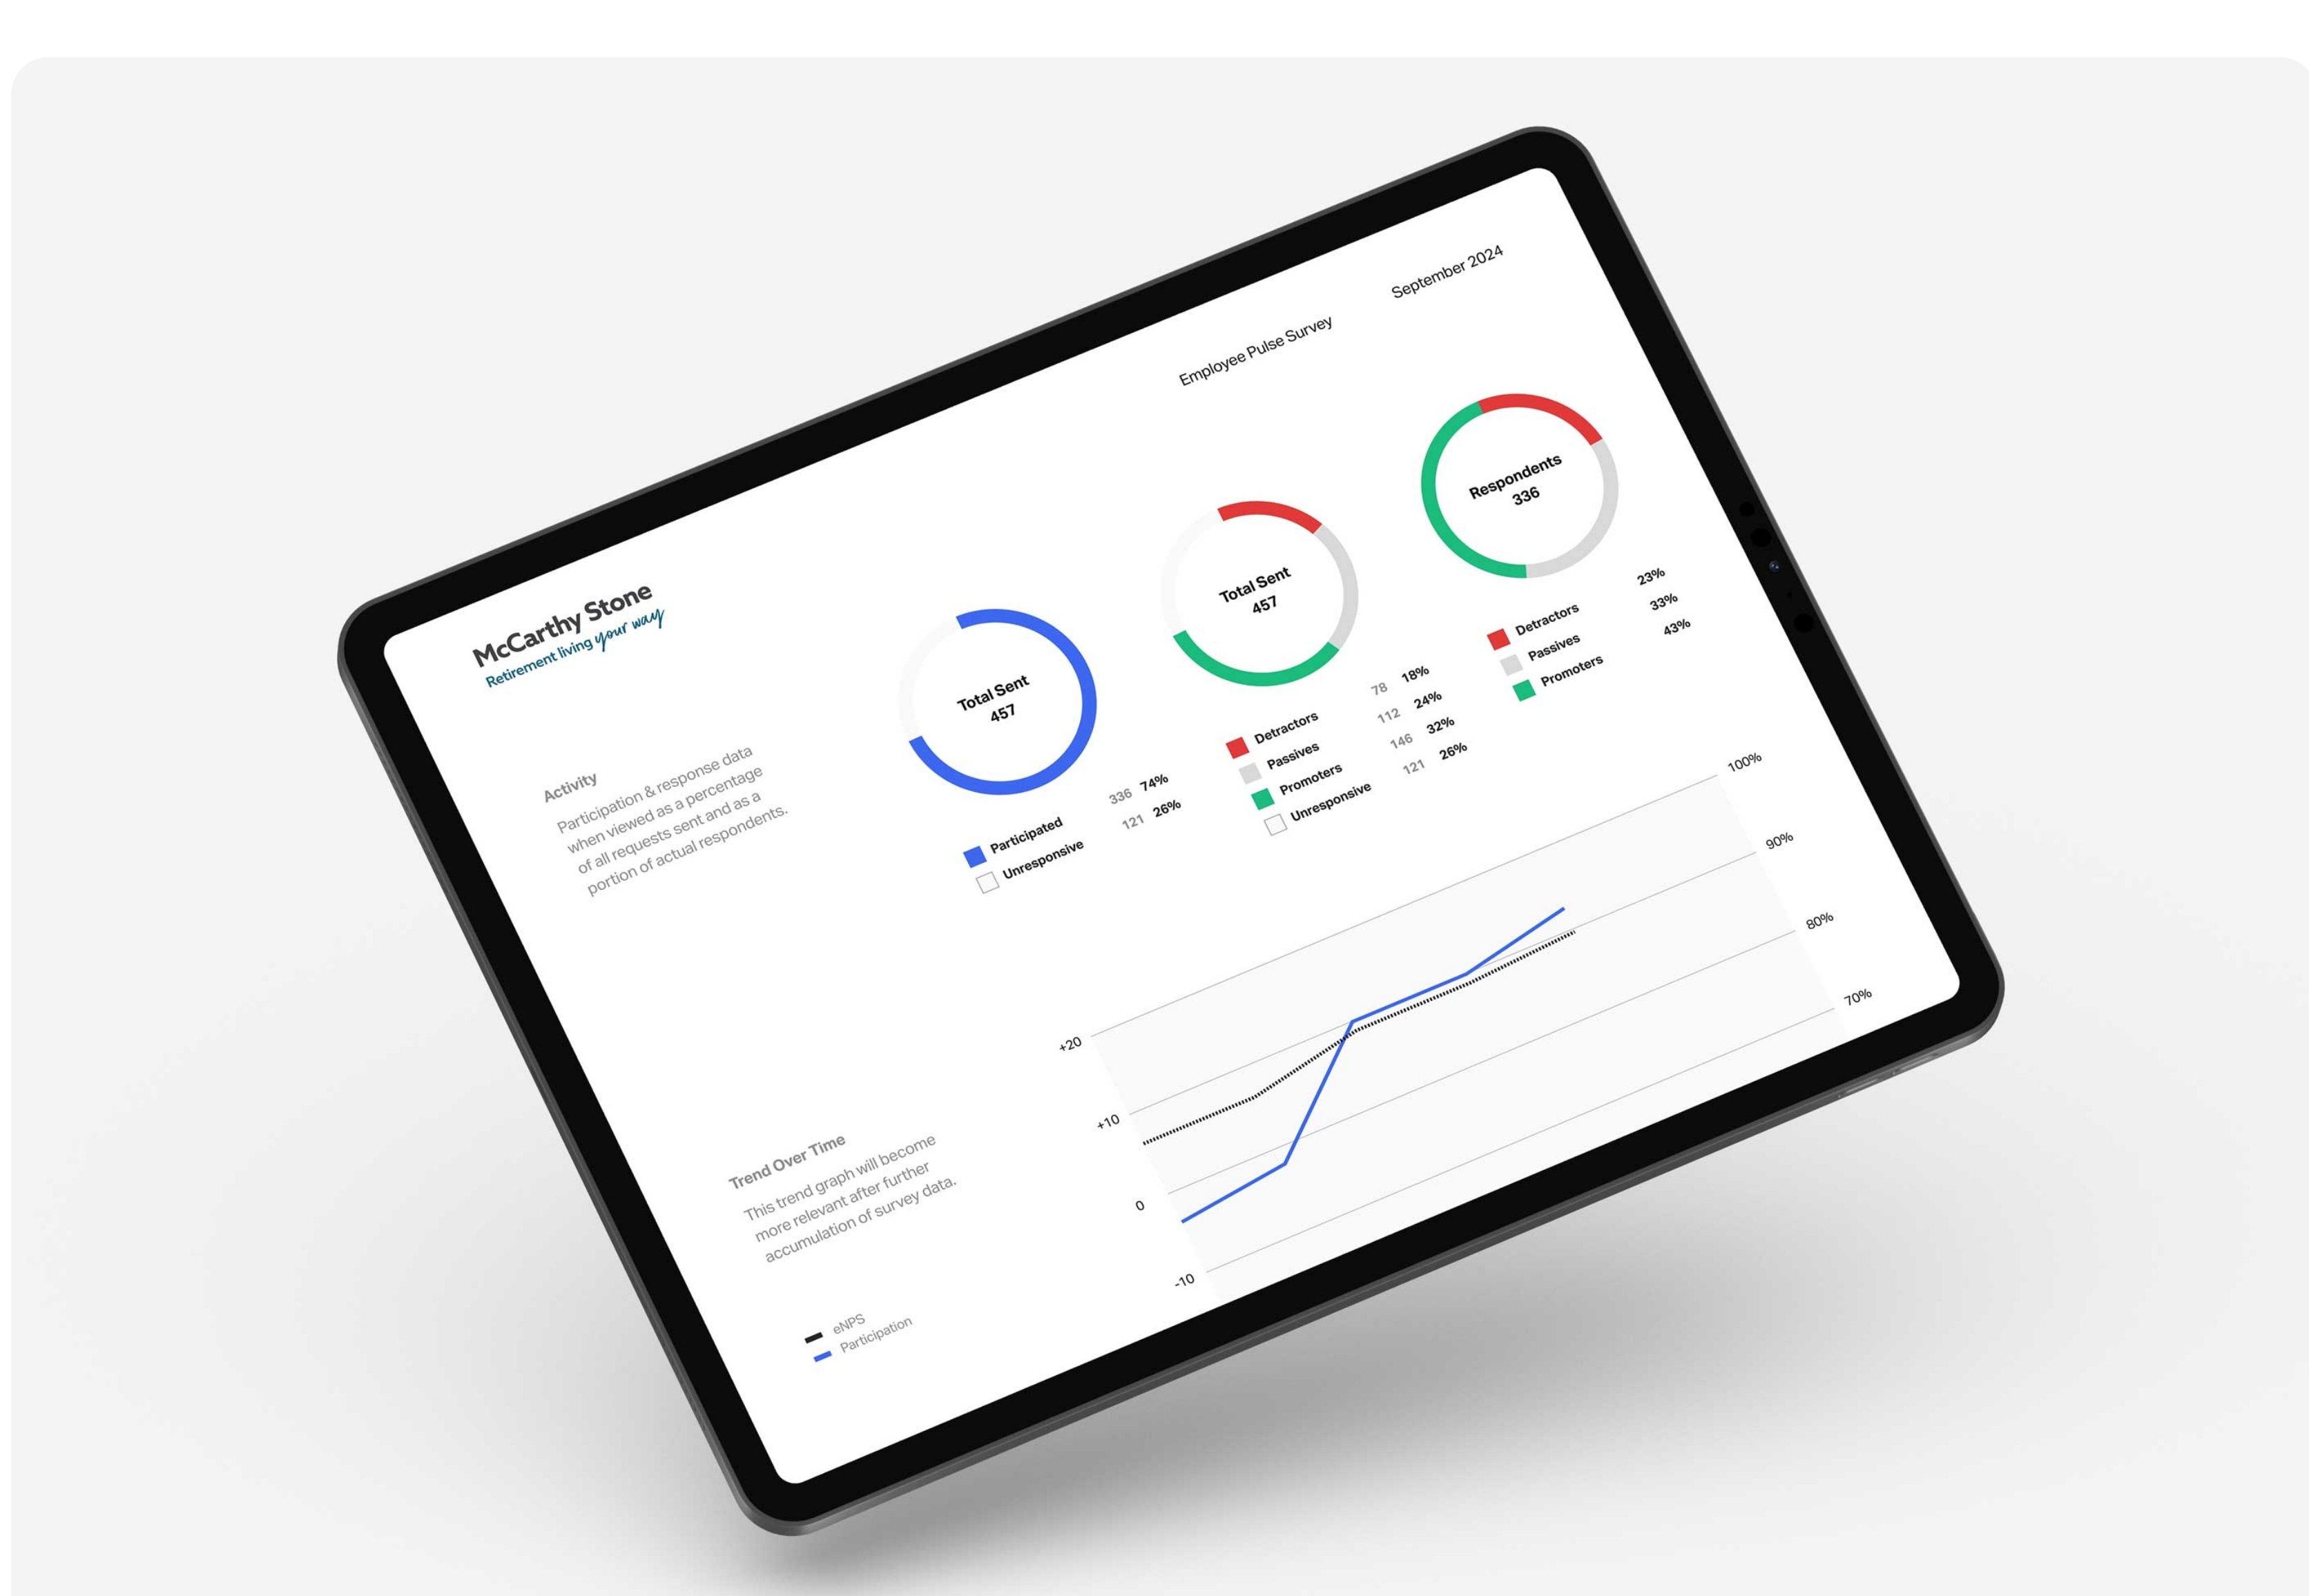 Employee Pulse Survey
September 2024
McCarthy Stone
Retirement living your way
Activity
Participation & response data
when viewed as a percentage
of all requests sent and as a
portion of actual respondents.
Total Sent
457
Participated 336 74%
Unresponsive 121 26%
Total Sent
457
Detractors 78 18%
Passives 112 24%
Promoters 146 32%
Unresponsive 121 26%
Respondents
336
Detractors 23%
Passives 33%
Promoters 43%
Trend Over Time
This trend graph will become
more relevant after further
accumulation of survey data.
eNPS
Participation
+20
+10
0
-10
100%
90%
80%
70%